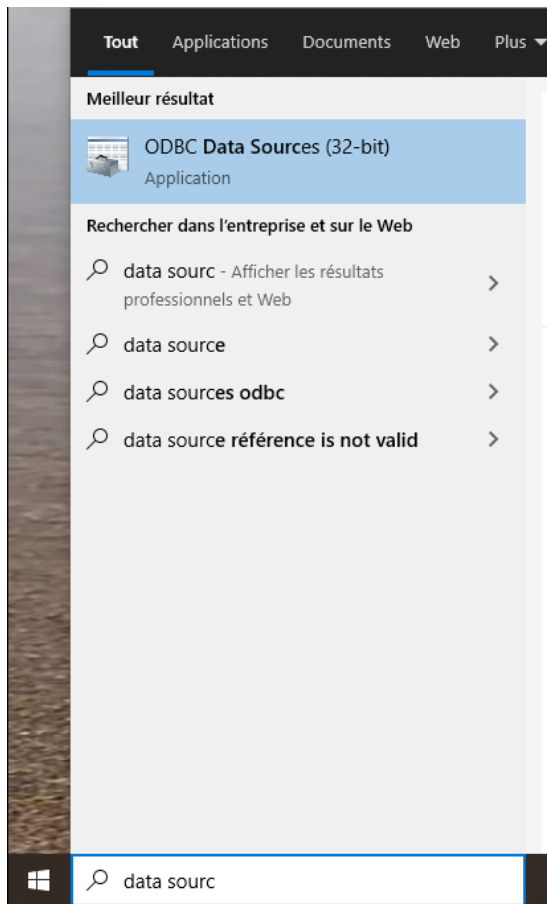 Tout Applications Documents Web Plus
Meilleur résultat
ODBC Data Sources (32-bit)
Application
Rechercher dans l'entreprise et sur le Web
data sourc - Afficher les résultats
professionnels et Web
data source
data sources odbc
data source référence is not valid
data sourc